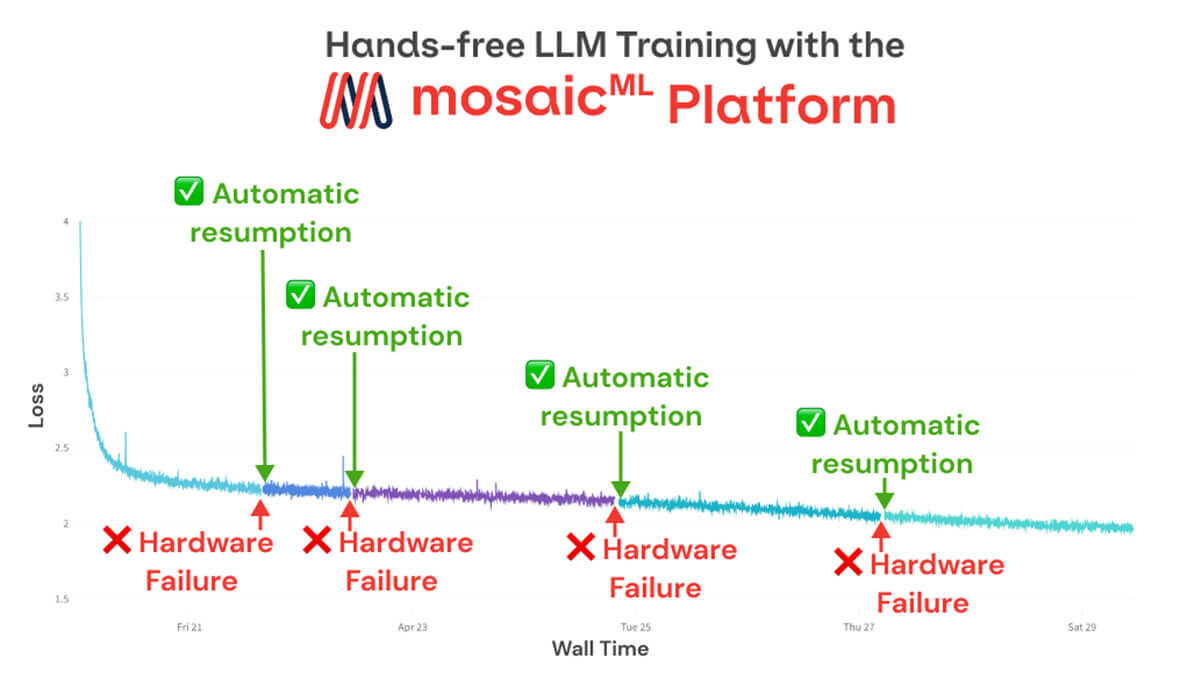 Hands-free LLM Training with the
mosaicML Platform
✅ Automatic
resumption
✅ Automatic
resumption
✅ Automatic
resumption
✅ Automatic
resumption
4
3.5
3
2.5
2
1.5
Loss
❌ Hardware
Failure
❌ Hardware
Failure
❌ Hardware
Failure
❌ Hardware
Failure
Fri 21
Apr 23
Tue 25
Thu 27
Sat 29
Wall Time